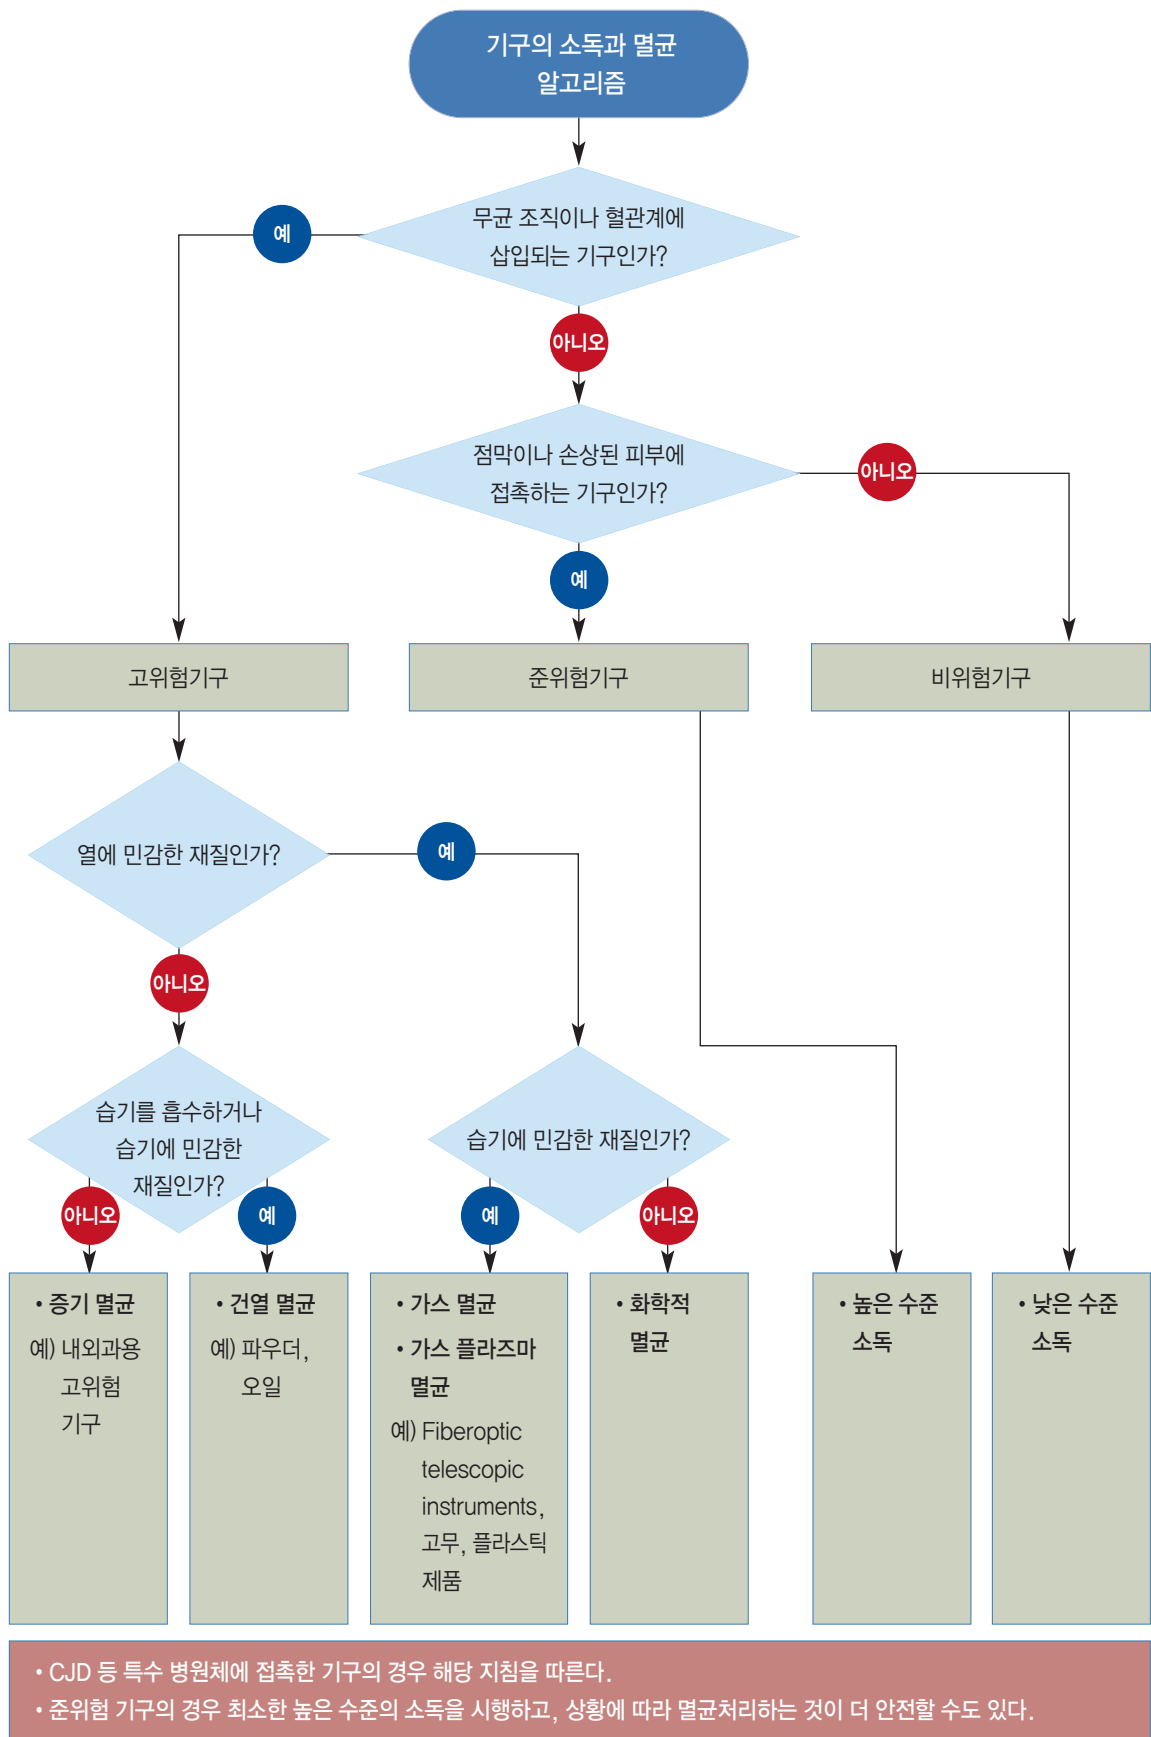 기구의 소독과 멸균
알고리즘
무균 조직이나 혈관계에
삽입되는 기구인가?
예
아니오
점막이나 손상된 피부에
접촉하는 기구인가?
아니오
예
고위험기구
준위험기구
비위험기구
열에 민감한 재질인가?
예
아니오
습기를 흡수하거나
습기에 민감한
재질인가?
아니오
예
습기에 민감한 재질인가?
예
아니오
• 증기 멸균
예) 내외과용
고위험
기구
• 건열 멸균
예) 파우더,
오일
• 가스 멸균
• 가스 플라즈마
멸균
예) Fiberoptic
telescopic
instruments,
고무, 플라스틱
제품
• 화학적
멸균
• 높은 수준
소독
• 낮은 수준
소독
• CJD 등 특수 병원체에 접촉한 기구의 경우 해당 지침을 따른다.
• 준위험 기구의 경우 최소한 높은 수준의 소독을 시행하고, 상황에 따라 멸균처리하는 것이 더 안전할 수도 있다.